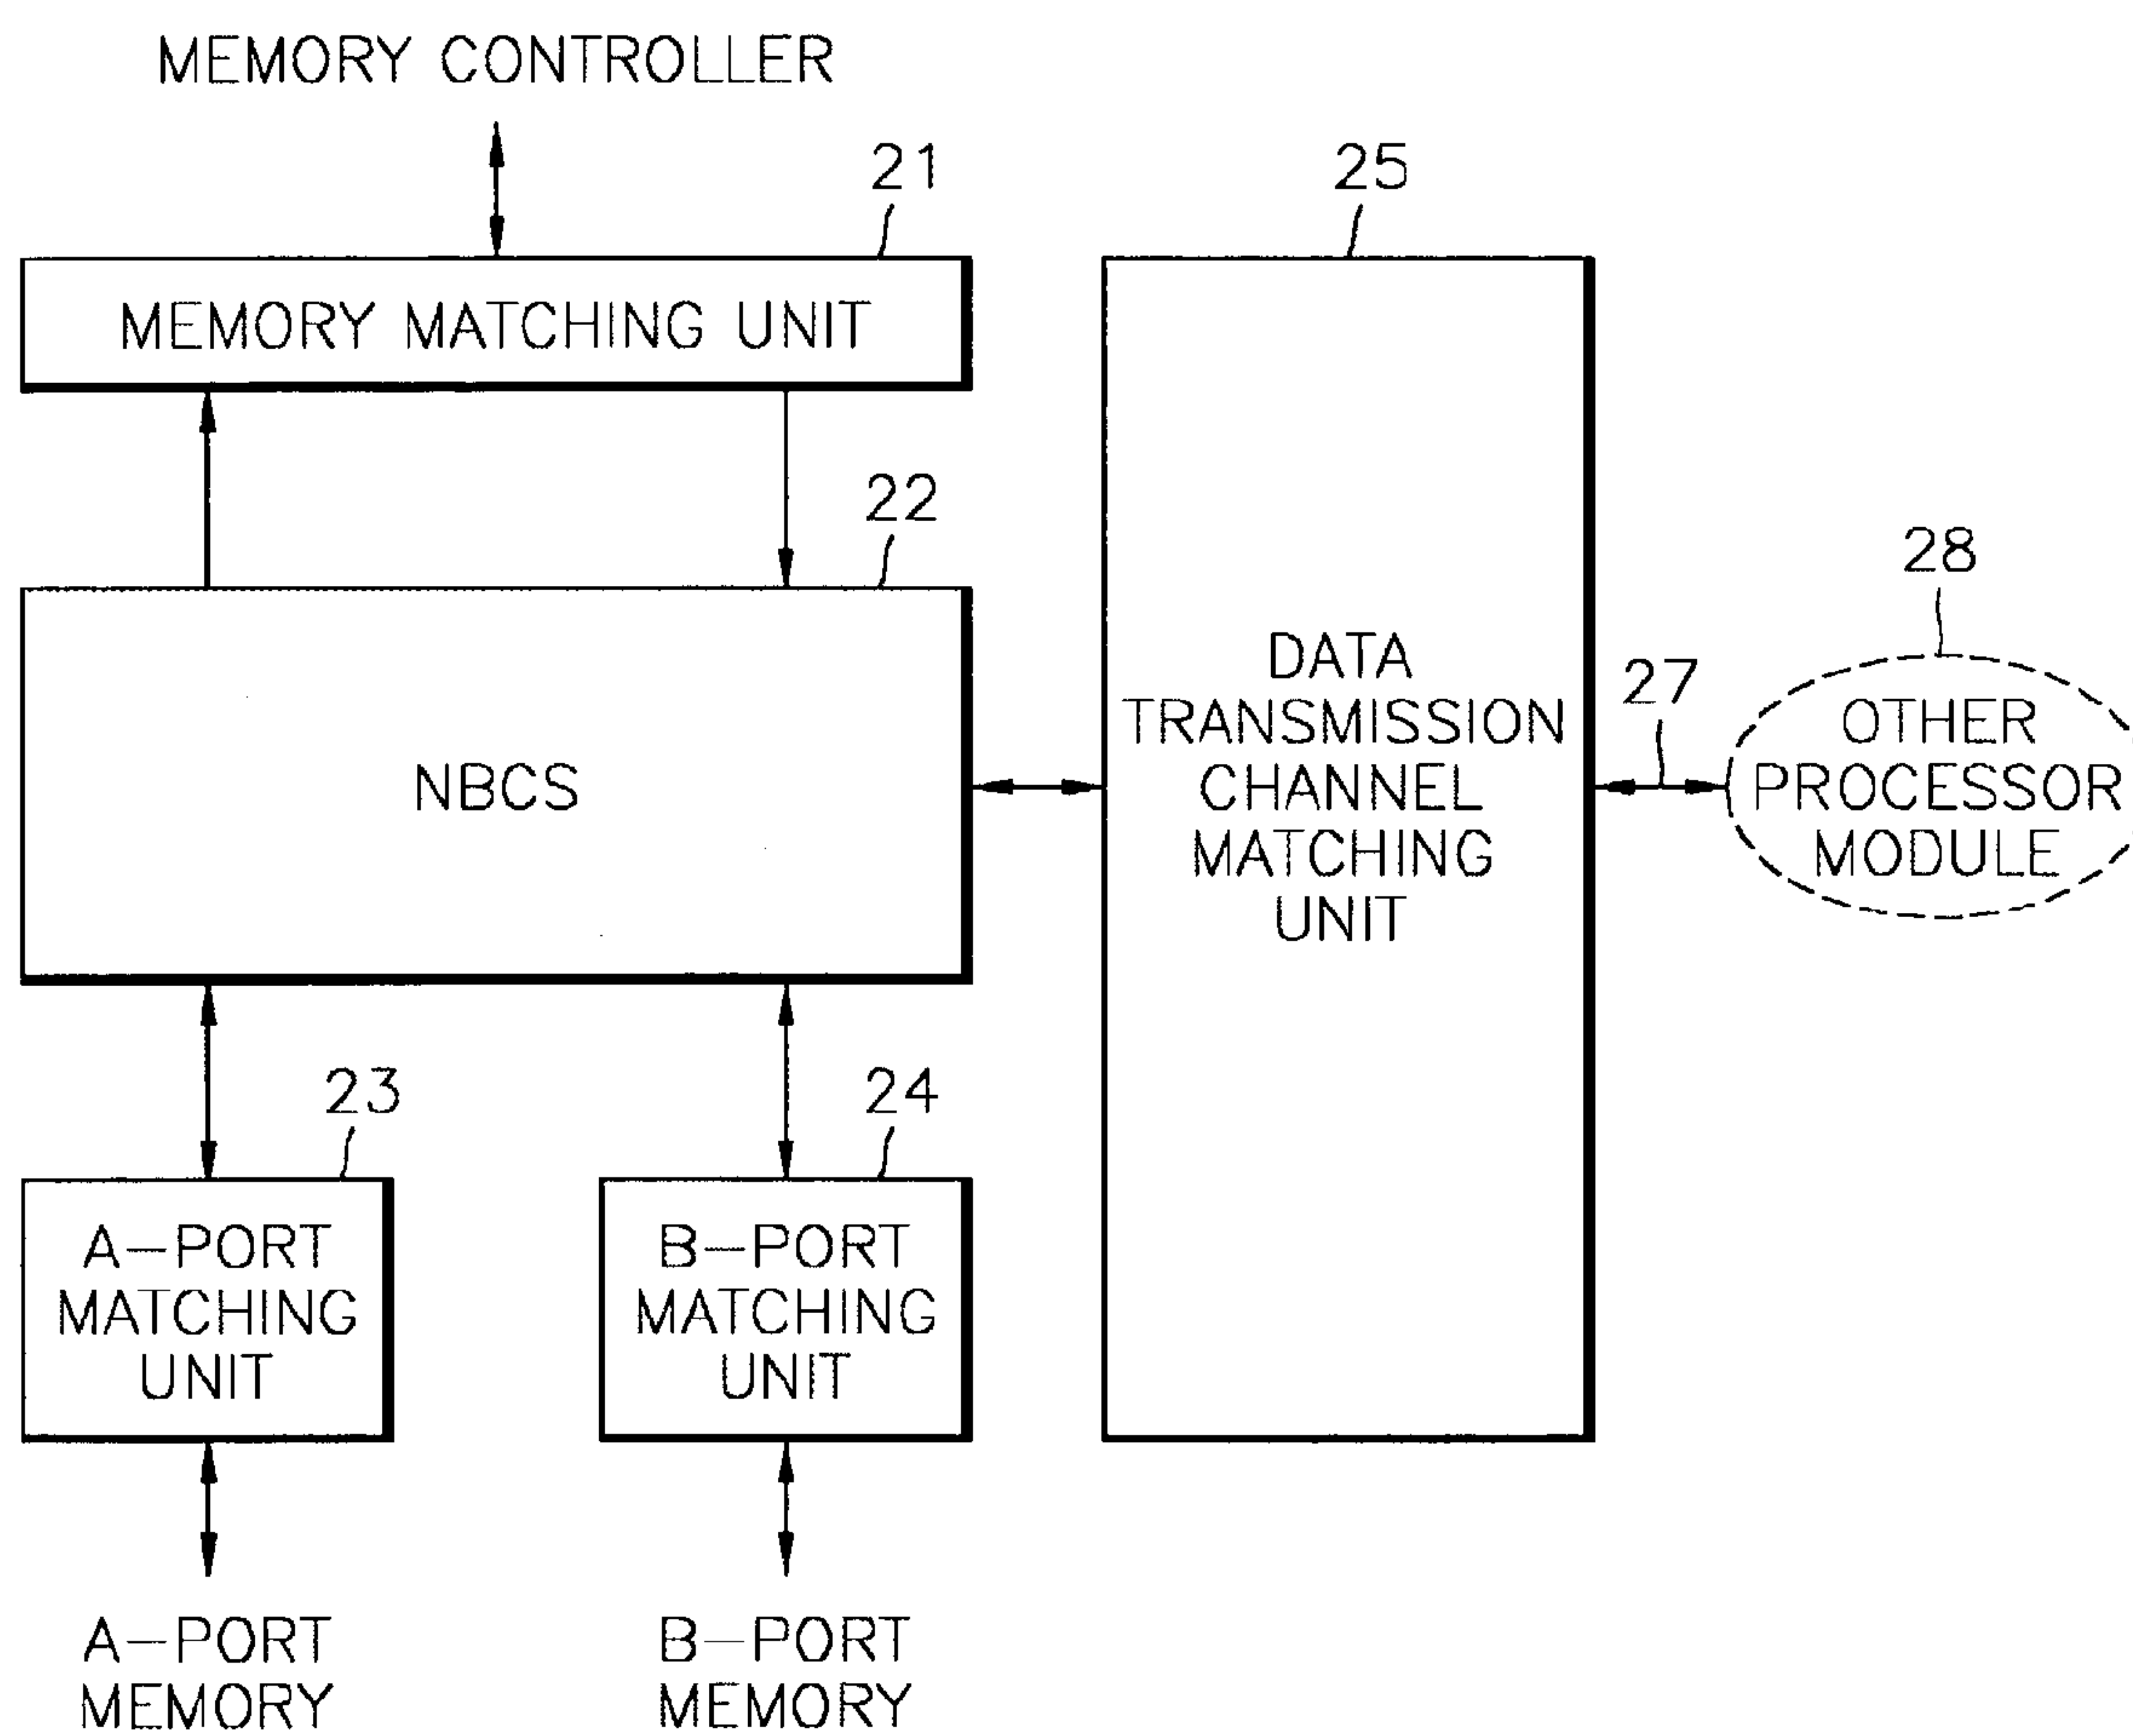 MEMORY CONTROLLER
21
25
MEMORY MATCHING UNIT
22
28
NBCS
DATA
TRANSMISSION
CHANNEL
MATCHING
UNIT
27
OTHER
PROCESSOR
MODULE
23
24
A-PORT
MATCHING
UNIT
B-PORT
MATCHING
UNIT
A-PORT
MEMORY
B-PORT
MEMORY